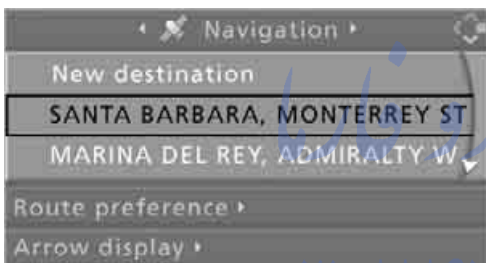 Navigation
New destination
SANTA BARBARA, MONTERREY ST
MARINA DEL REY, ADMIRALTY W
Route preference
Arrow display